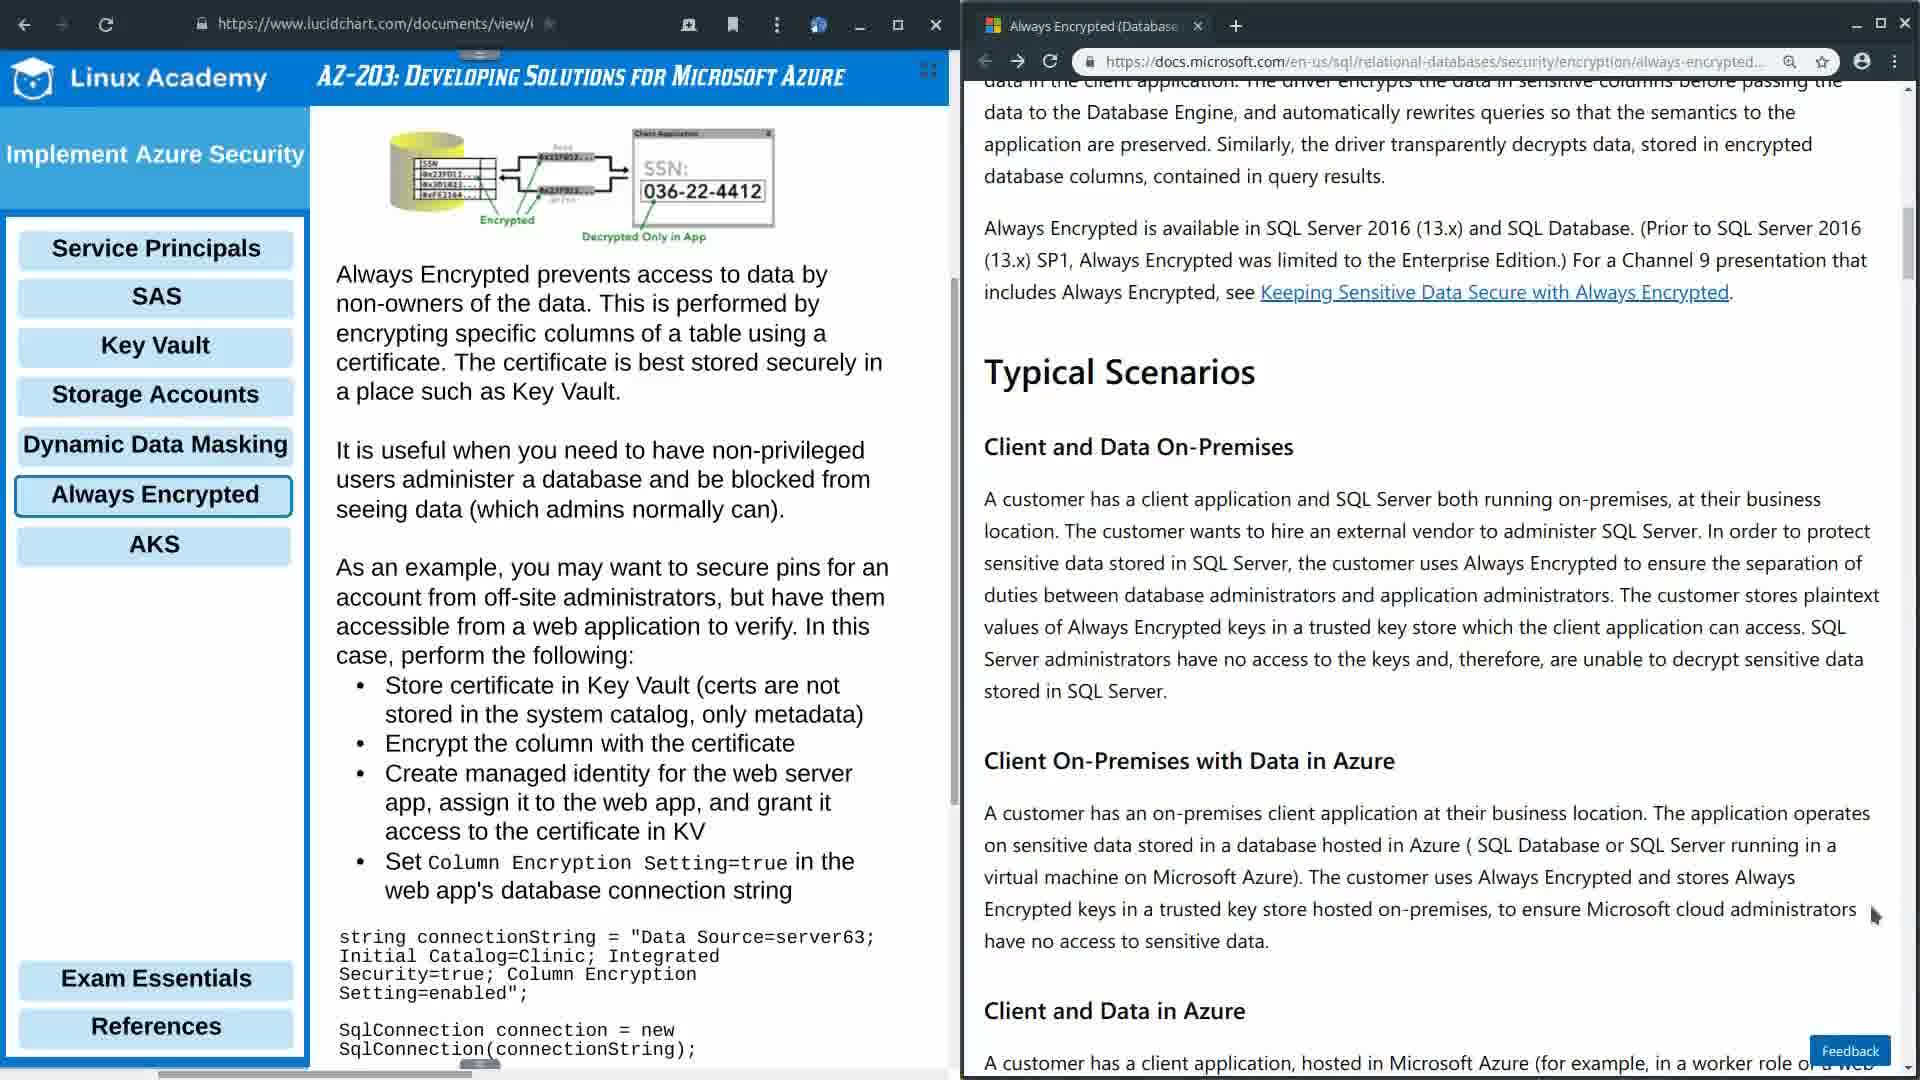 https://www.lucidchart.com/documents/view/
Linux Academy
AZ-203: Developing Solutions for Microsoft Azure
Implement Azure Security
Service Principals
SAS
Key Vault
Storage Accounts
Dynamic Data Masking
Always Encrypted
AKS
Exam Essentials
References
SSN
Client Application
SSN:
036-22-4412
Encrypted
Decrypted Only in App
Always Encrypted prevents access to data by
non-owners of the data. This is performed by
encrypting specific columns of a table using a
certificate. The certificate is best stored securely in
a place such as Key Vault.
It is useful when you need to have non-privileged
users administer a database and be blocked from
seeing data (which admins normally can).
As an example, you may want to secure pins for an
account from off-site administrators, but have them
accessible from a web application to verify. In this
case, perform the following:
• Store certificate in Key Vault (certs are not
stored in the system catalog, only metadata)
• Encrypt the column with the certificate
• Create managed identity for the web server
app, assign it to the web app, and grant it
access to the certificate in KV
• Set Column Encryption Setting=true in the
web app's database connection string
string connectionString = "Data Source=server63;
Initial Catalog=Clinic; Integrated
Security=true; Column Encryption
Setting=enabled";
SqlConnection connection = new
SqlConnection(connectionString);
Always Encrypted (Database
https://docs.microsoft.com/en-us/sql/relational-databases/security/encryption/always-encrypted...
data in the client application. The driver encrypts the data in sensitive columns before passing the
data to the Database Engine, and automatically rewrites queries so that the semantics to the
application are preserved. Similarly, the driver transparently decrypts data, stored in encrypted
database columns, contained in query results.
Always Encrypted is available in SQL Server 2016 (13.x) and SQL Database. (Prior to SQL Server 2016
(13.x) SP1, Always Encrypted was limited to the Enterprise Edition.) For a Channel 9 presentation that
includes Always Encrypted, see Keeping Sensitive Data Secure with Always Encrypted.
Typical Scenarios
Client and Data On-Premises
A customer has a client application and SQL Server both running on-premises, at their business
location. The customer wants to hire an external vendor to administer SQL Server. In order to protect
sensitive data stored in SQL Server, the customer uses Always Encrypted to ensure the separation of
duties between database administrators and application administrators. The customer stores plaintext
values of Always Encrypted keys in a trusted key store which the client application can access. SQL
Server administrators have no access to the keys and, therefore, are unable to decrypt sensitive data
stored in SQL Server.
Client On-Premises with Data in Azure
A customer has an on-premises client application at their business location. The application operates
on sensitive data stored in a database hosted in Azure ( SQL Database or SQL Server running in a
virtual machine on Microsoft Azure). The customer uses Always Encrypted and stores Always
Encrypted keys in a trusted key store hosted on-premises, to ensure Microsoft cloud administrators
have no access to sensitive data.
Client and Data in Azure
A customer has a client application, hosted in Microsoft Azure (for example, in a worker role or a web
Feedback